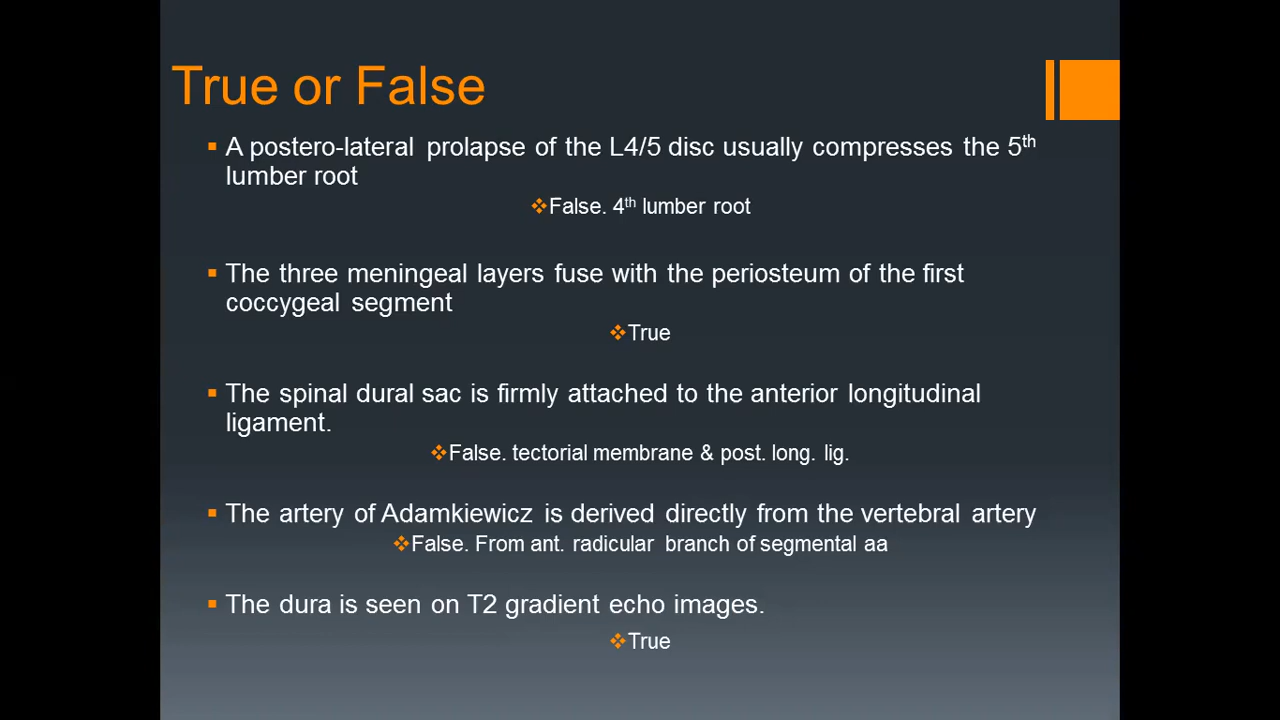 True or False
▪ A postero-lateral prolapse of the L4/5 disc usually compresses the 5th
lumber root
❖False. 4th lumber root
▪ The three meningeal layers fuse with the periosteum of the first
coccygeal segment
❖True
▪ The spinal dural sac is firmly attached to the anterior longitudinal
ligament.
❖False. tectorial membrane & post. long. lig.
▪ The artery of Adamkiewicz is derived directly from the vertebral artery
❖False. From ant. radicular branch of segmental aa
▪ The dura is seen on T2 gradient echo images.
❖True